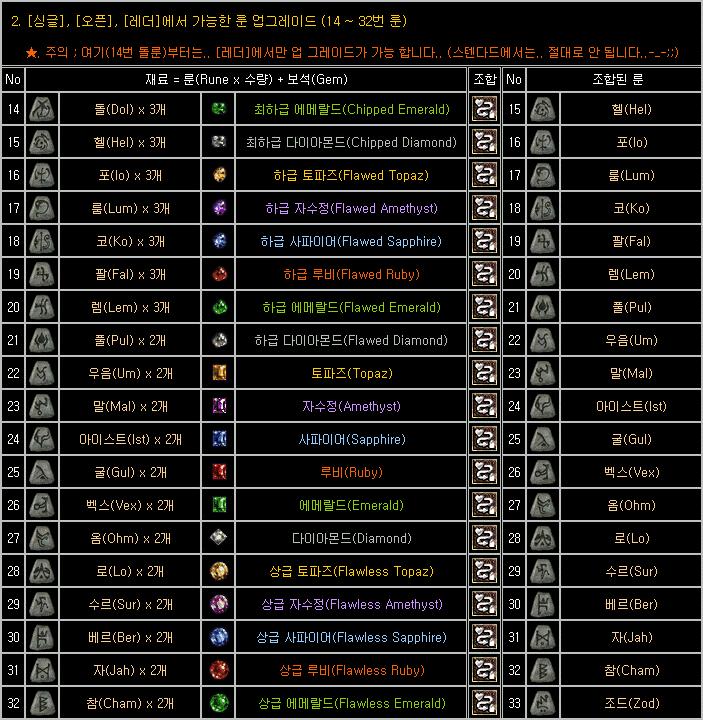 2. [싱글], [오픈], [레더]에서 가능한 룬 업그레이드 (14 ~ 32번 룬)
★. 주의 ; 여기(14번 돌룬)부터는.. [레더]에서만 업 그레이드가 가능 합니다.. (스텐다드에서는.. 절대로 안 됩니다..-_-;;)
No 재료 = 룬(Rune x 수량) + 보석(Gem) 조합 No 조합된 룬
14 돌(Dol) x 3개 최하급 에메랄드(Chipped Emerald) 15 헬(Hel)
15 헬(Hel) x 3개 최하급 다이아몬드(Chipped Diamond) 16 포(Io)
16 포(Io) x 3개 하급 토파즈(Flawed Topaz) 17 룸(Lum)
17 룸(Lum) x 3개 하급 자수정(Flawed Amethyst) 18 코(Ko)
18 코(Ko) x 3개 하급 사파이어(Flawed Sapphire) 19 팔(Fal)
19 팔(Fal) x 3개 하급 루비(Flawed Ruby) 20 렘(Lem)
20 렘(Lem) x 3개 하급 에메랄드(Flawed Emerald) 21 풀(Pul)
21 풀(Pul) x 2개 하급 다이아몬드(Flawed Diamond) 22 우움(Um)
22 우움(Um) x 2개 토파즈(Topaz) 23 말(Mal)
23 말(Mal) x 2개 자수정(Amethyst) 24 아이스트(Ist)
24 아이스트(Ist) x 2개 사파이어(Sapphire) 25 굴(Gul)
25 굴(Gul) x 2개 루비(Ruby) 26 벡스(Vex)
26 벡스(Vex) x 2개 에메랄드(Emerald) 27 옴(Ohm)
27 옴(Ohm) x 2개 다이아몬드(Diamond) 28 로(Lo)
28 로(Lo) x 2개 상급 토파즈(Flawless Topaz) 29 수르(Sur)
29 수르(Sur) x 2개 상급 자수정(Flawless Amethyst) 30 베르(Ber)
30 베르(Ber) x 2개 상급 사파이어(Flawless Sapphire) 31 자(Jah)
31 자(Jah) x 2개 상급 루비(Flawless Ruby) 32 참(Cham)
32 참(Cham) x 2개 상급 에메랄드(Flawless Emerald) 33 조드(Zod)